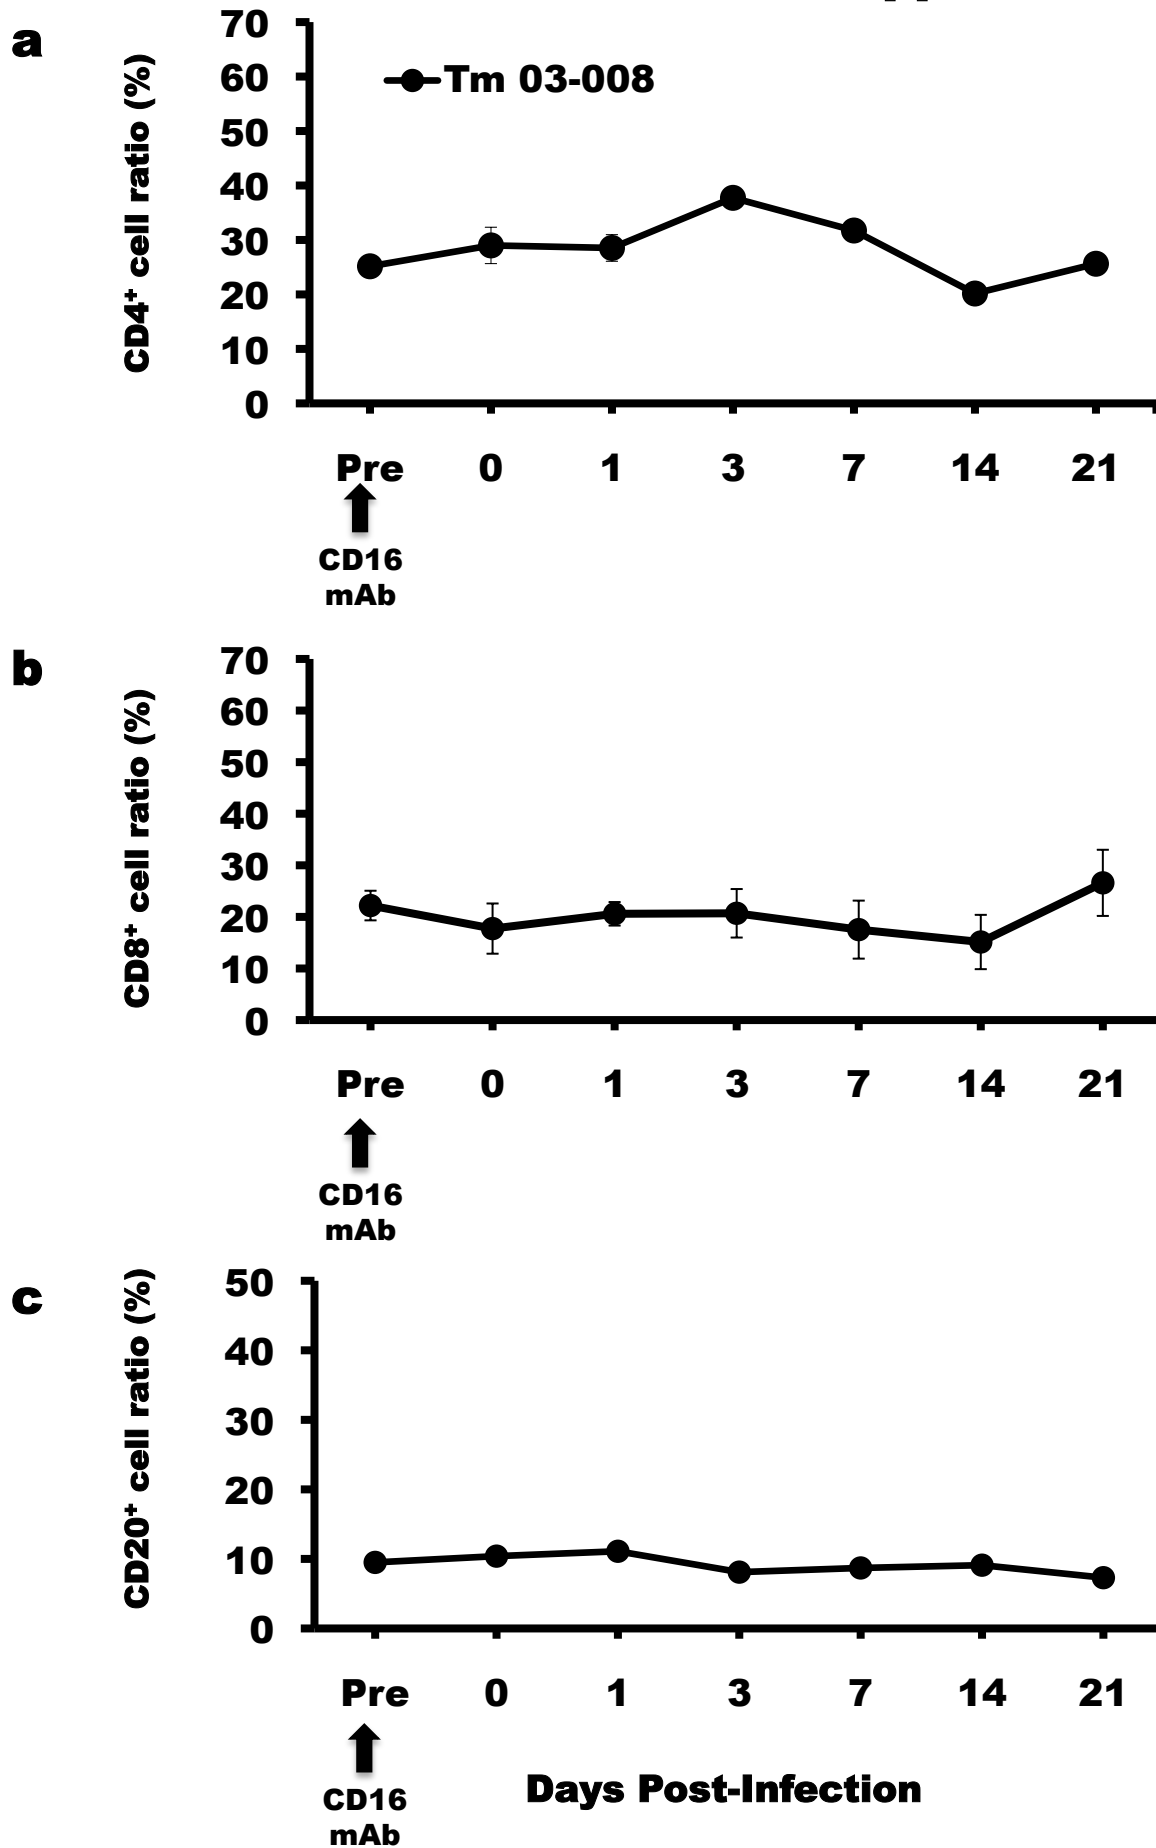 a
CD4⁺ cell ratio (%)
70
60
50
40
30
20
10
0
Tm 03-008
Pre 0 1 3 7 14 21
CD16
mAb
b
CD8⁺ cell ratio (%)
70
60
50
40
30
20
10
0
Pre 0 1 3 7 14 21
CD16
mAb
c
CD20⁺ cell ratio (%)
50
40
30
20
10
0
Pre 0 1 3 7 14 21
CD16
mAb
Days Post-Infection